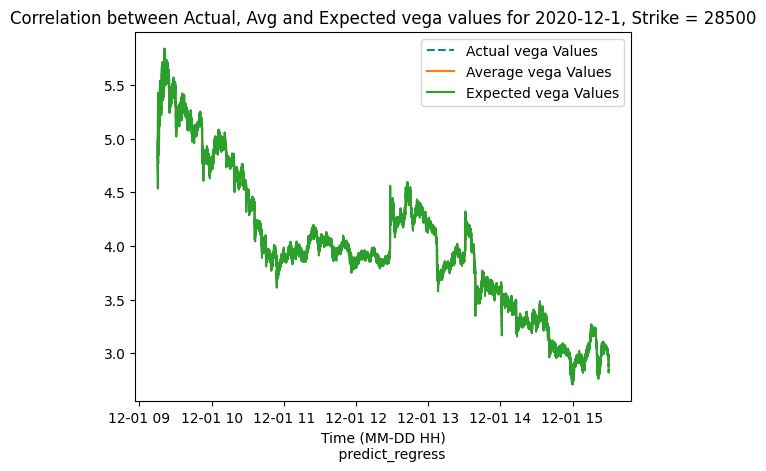 Correlation between Actual, Avg and Expected vega values for 2020-12-1, Strike = 28500
Actual vega Values
Average vega Values
Expected vega Values
5.5
5.0
4.5
4.0
3.5
3.0
12-01 09 12-01 10 12-01 11 12-01 12 12-01 13 12-01 14 12-01 15
Time (MM-DD HH)
predict_regress